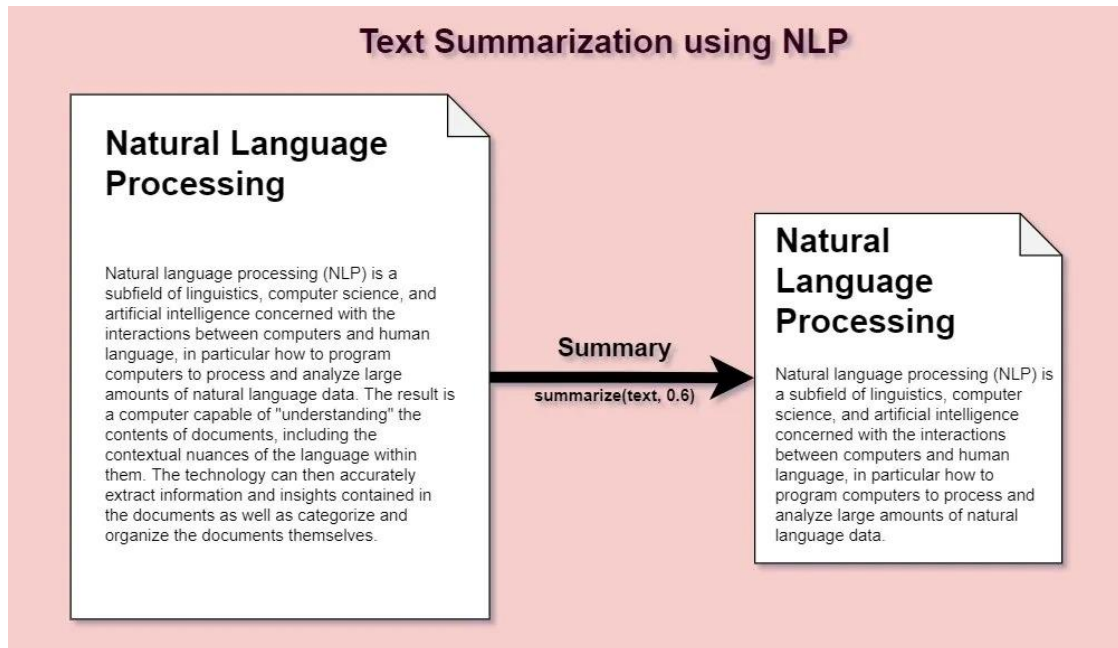 Text Summarization using NLP
Natural Language
Processing
Natural language processing (NLP) is a
subfield of linguistics, computer science, and
artificial intelligence concerned with the
interactions between computers and human
language, in particular how to program
computers to process and analyze large
amounts of natural language data. The result is
a computer capable of "understanding" the
contents of documents, including the
contextual nuances of the language within
them. The technology can then accurately
extract information and insights contained in
the documents as well as categorize and
organize the documents themselves.
Summary
summarize(text, 0.6)
Natural
Language
Processing
Natural language processing (NLP) is
a subfield of linguistics, computer
science, and artificial intelligence
concerned with the interactions
between computers and human
language, in particular how to
program computers to process and
analyze large amounts of natural
language data.